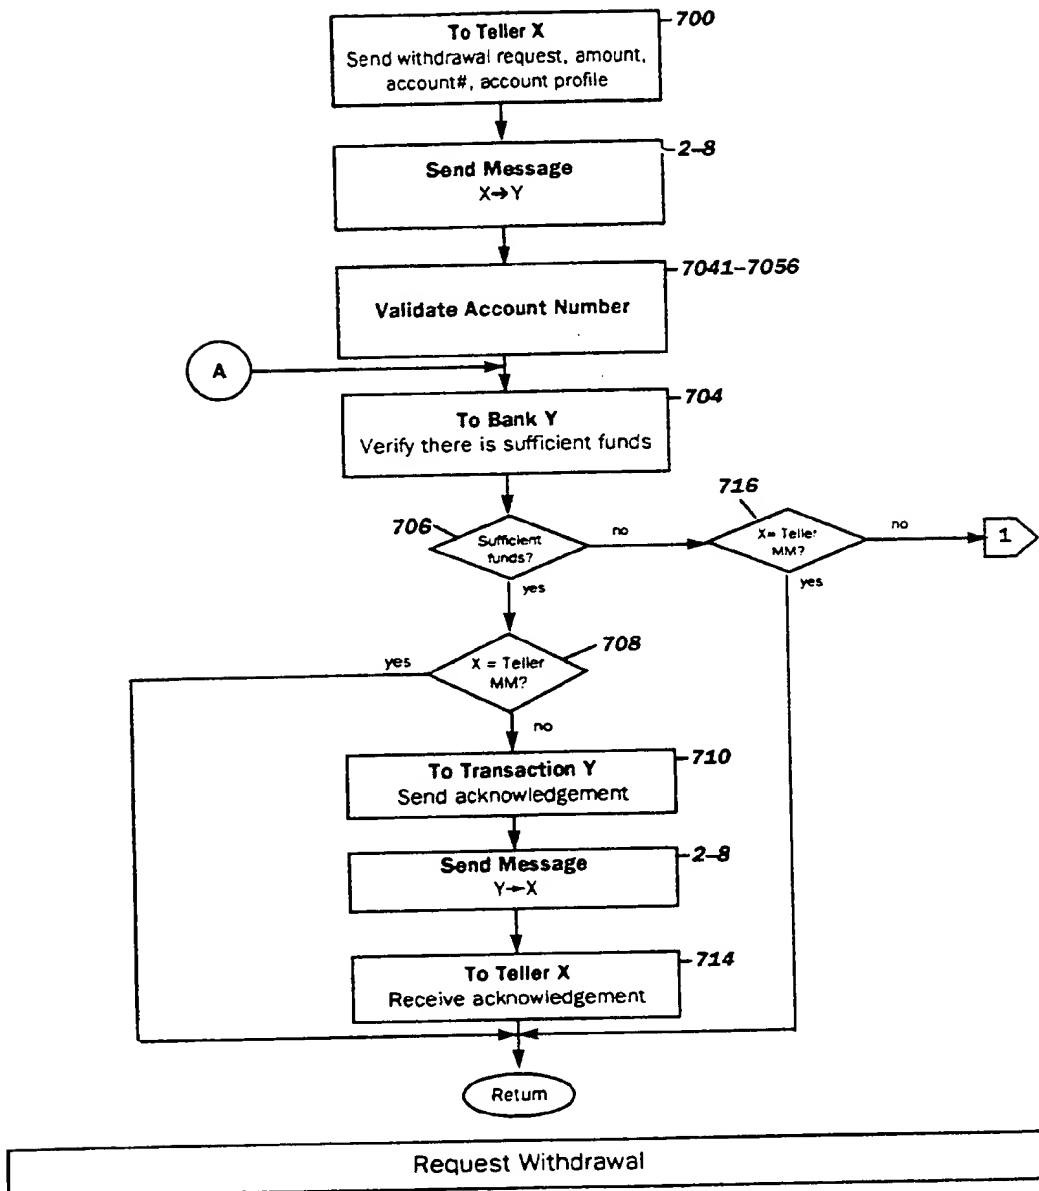 To Teller X
Send withdrawal request, amount,
account#, account profile
700
Send Message
X→Y
2–8
Validate Account Number
7041–7056
A
To Bank Y
Verify there is sufficient funds
704
706
Sufficient
funds?
no
716
X= Teller
MM?
no
1
yes
yes
yes
X = Teller
MM?
708
no
To Transaction Y
Send acknowledgement
710
Send Message
Y→X
2–8
To Teller X
Receive acknowledgement
714
Return
Request Withdrawal